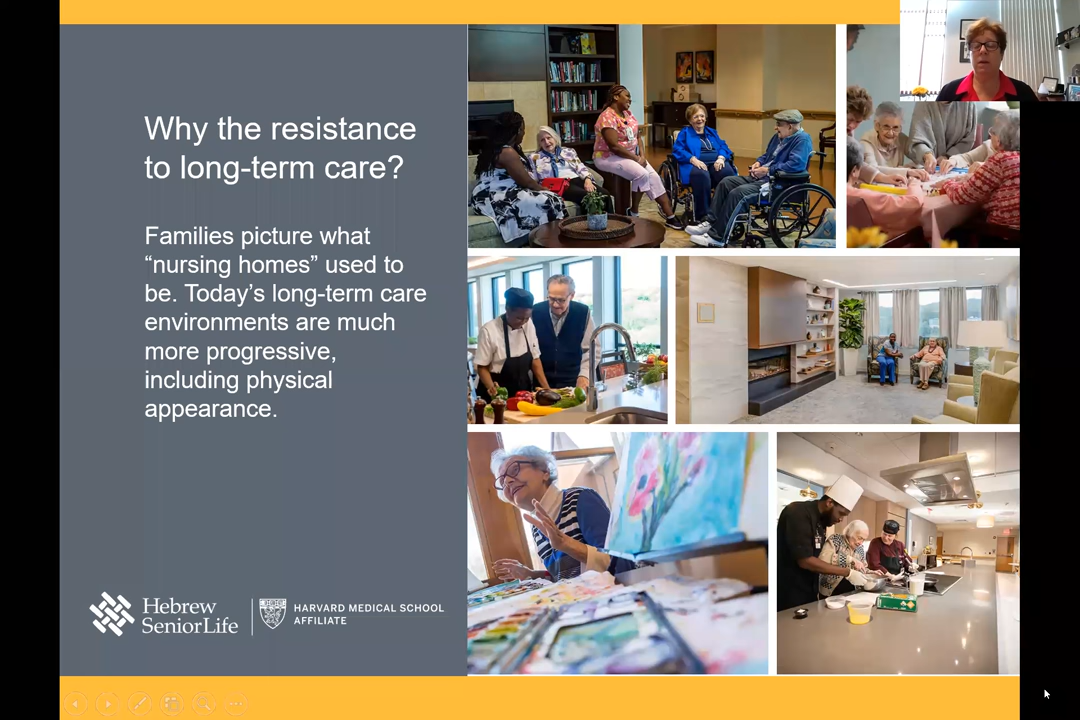 Why the resistance
to long-term care?
Families picture what
“nursing homes” used to
be. Today’s long-term care
environments are much
more progressive,
including physical
appearance.
Hebrew
SeniorLife
HARVARD MEDICAL SCHOOL
AFFILIATE